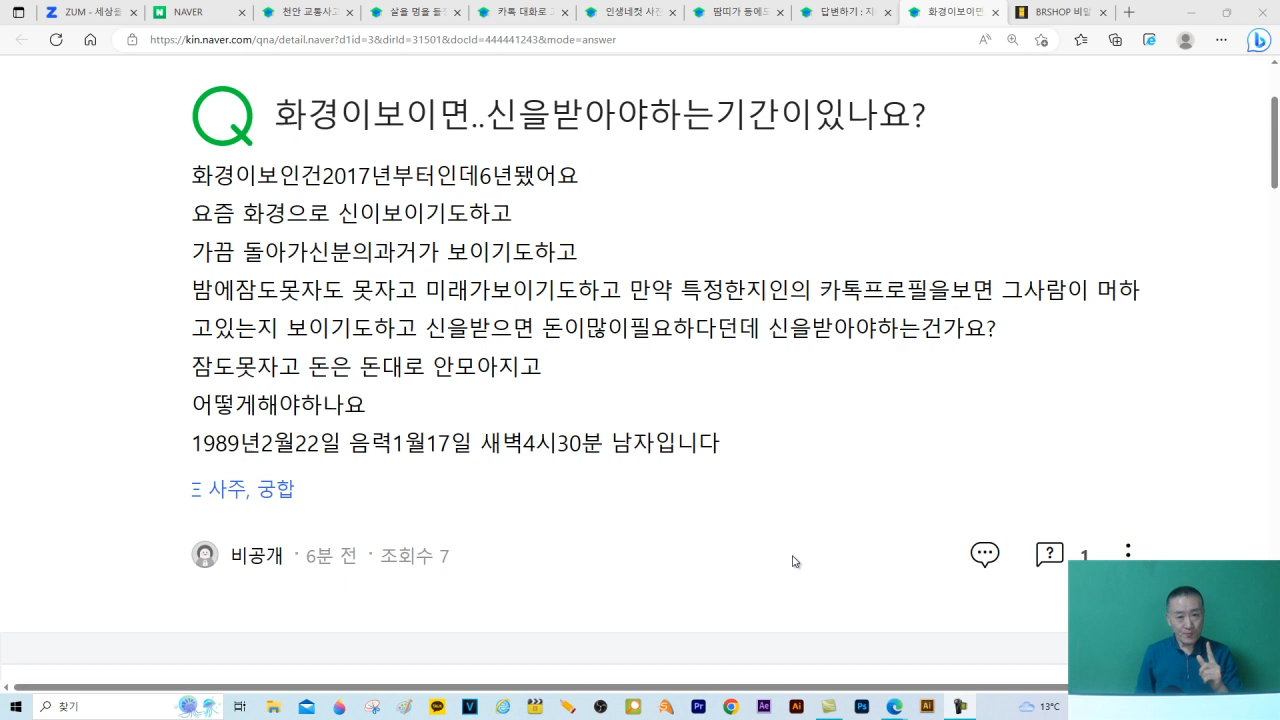 ZUM - 세상을
NAVER
천안 교통사고
살을 명을 들
카톡 대화로 그
인생네컷 사진
땀띠가 등에도
답변하기 : 지
화경이보이면
BRSHOP 비밀
https://kin.naver.com/qna/detail.naver?d1id=3&dirId=31501&docId=444441243&mode=answer
화경이보이면..신을받아야하는기간이있나요?
화경이보인건2017년부터인데6년됐어요
요즘 화경으로 신이보이기도하고
가끔 돌아가신분의과거가 보이기도하고
밤에잠도못자도 못자고 미래가보이기도하고 만약 특정한지인의 카톡프로필을보면 그사람이 머하
고있는지 보이기도하고 신을받으면 돈이많이필요하다던데 신을받아야하는건가요?
잠도못자고 돈은 돈대로 안모아지고
어떻게해야하나요
1989년2월22일 음력1월17일 새벽4시30분 남자입니다
사주, 궁합
비공개 · 6분 전 · 조회수 7
1
찾기
13℃